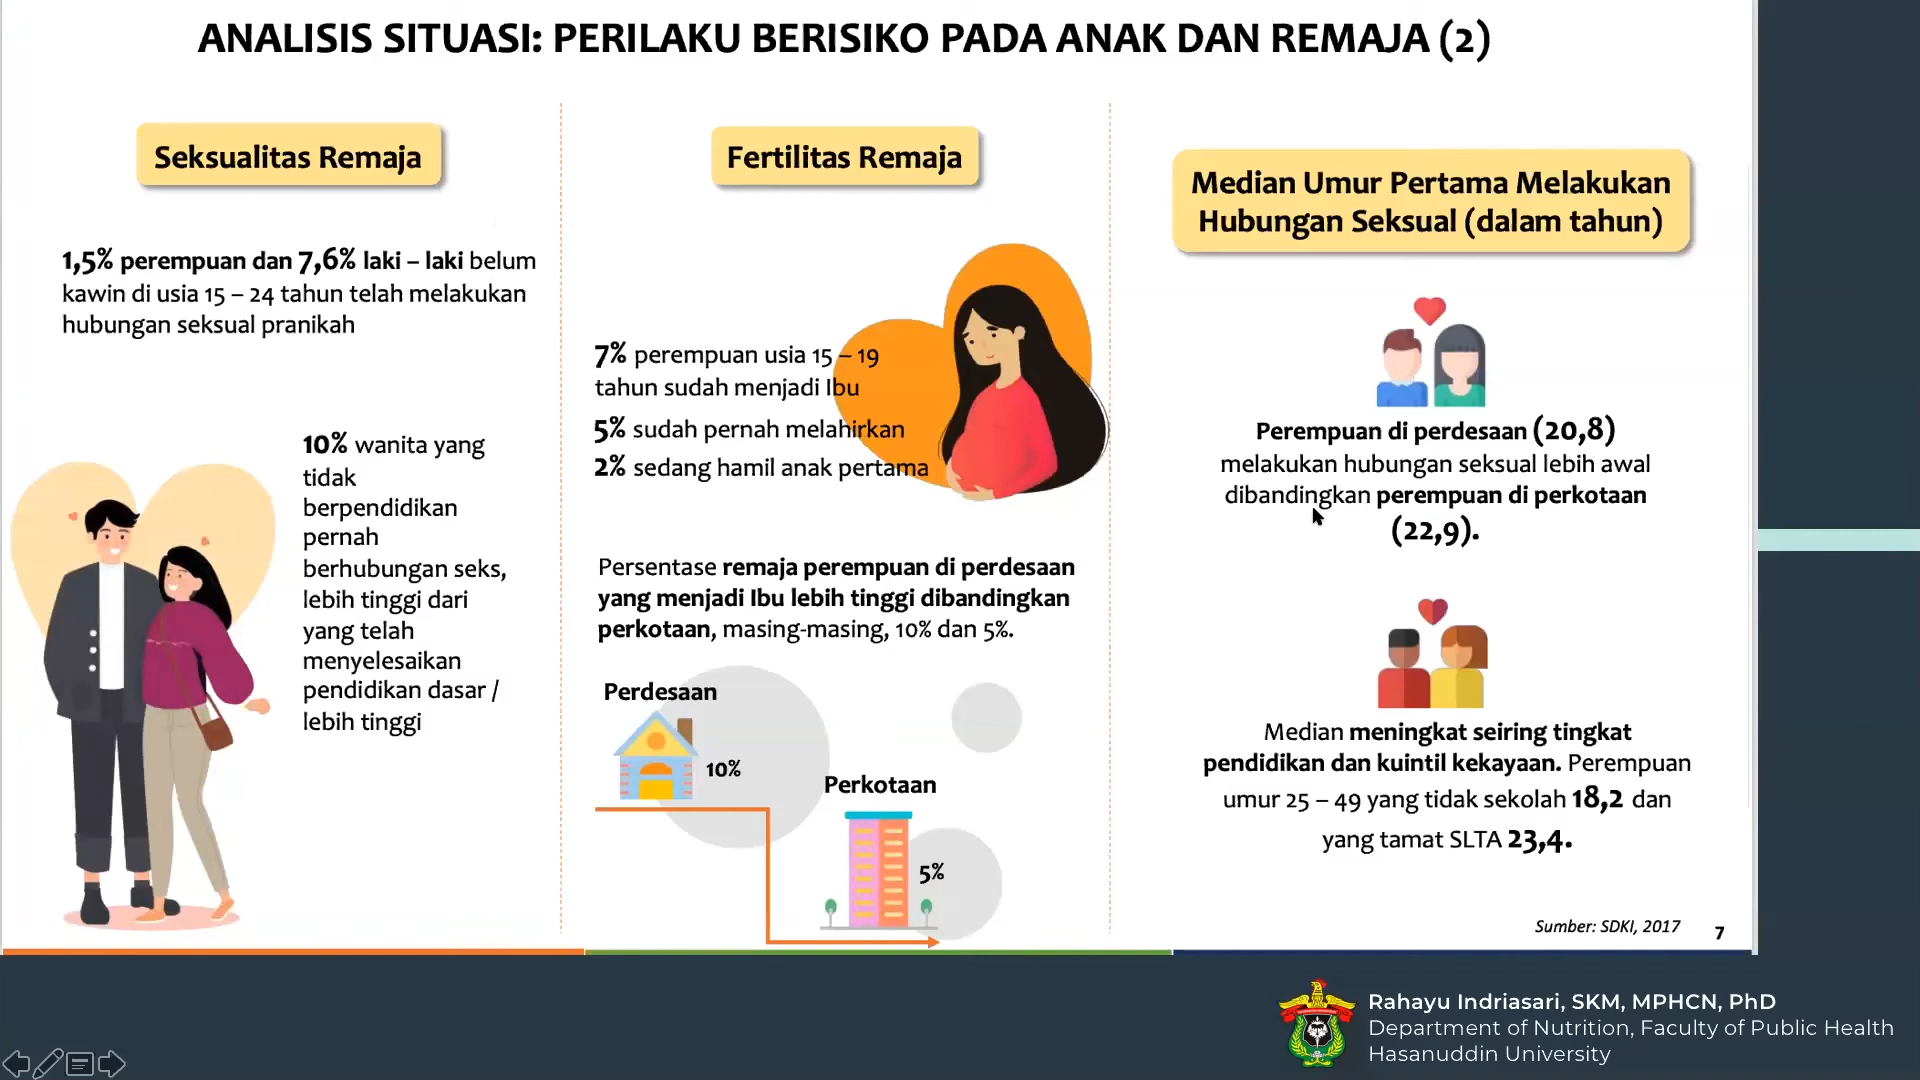 ANALISIS SITUASI: PERILAKU BERISIKO PADA ANAK DAN REMAJA (2)
Seksualitas Remaja
1,5% perempuan dan 7,6% laki – laki belum
kawin di usia 15 – 24 tahun telah melakukan
hubungan seksual pranikah
10% wanita yang
tidak
berpendidikan
pernah
berhubungan seks,
lebih tinggi dari
yang telah
menyelesaikan
pendidikan dasar /
lebih tinggi
Fertilitas Remaja
7% perempuan usia 15 – 19
tahun sudah menjadi Ibu
5% sudah pernah melahirkan
2% sedang hamil anak pertama
Persentase remaja perempuan di perdesaan
yang menjadi Ibu lebih tinggi dibandingkan
perkotaan, masing-masing, 10% dan 5%.
Perdesaan
10%
Perkotaan
5%
Median Umur Pertama Melakukan
Hubungan Seksual (dalam tahun)
Perempuan di perdesaan (20,8)
melakukan hubungan seksual lebih awal
dibandingkan perempuan di perkotaan
(22,9).
Median meningkat seiring tingkat
pendidikan dan kuintil kekayaan. Perempuan
umur 25 – 49 yang tidak sekolah 18,2 dan
yang tamat SLTA 23,4.
Sumber: SDKI, 2017
7
Rahayu Indriasari, SKM, MPHCN, PhD
Department of Nutrition, Faculty of Public Health
Hasanuddin University